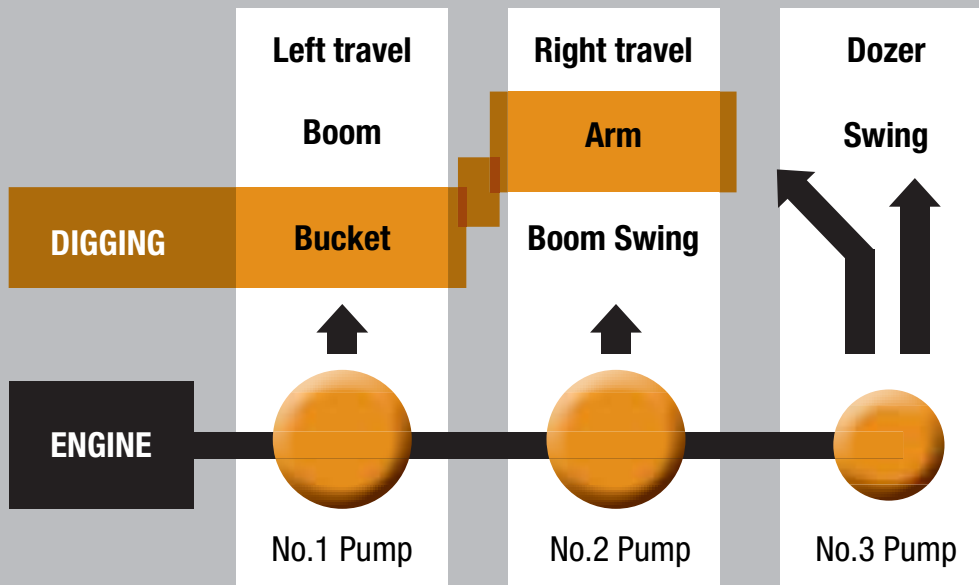 Left travel
Right travel
Dozer
Boom
Arm
Swing
DIGGING
Bucket
Boom Swing
ENGINE
No.1 Pump
No.2 Pump
No.3 Pump